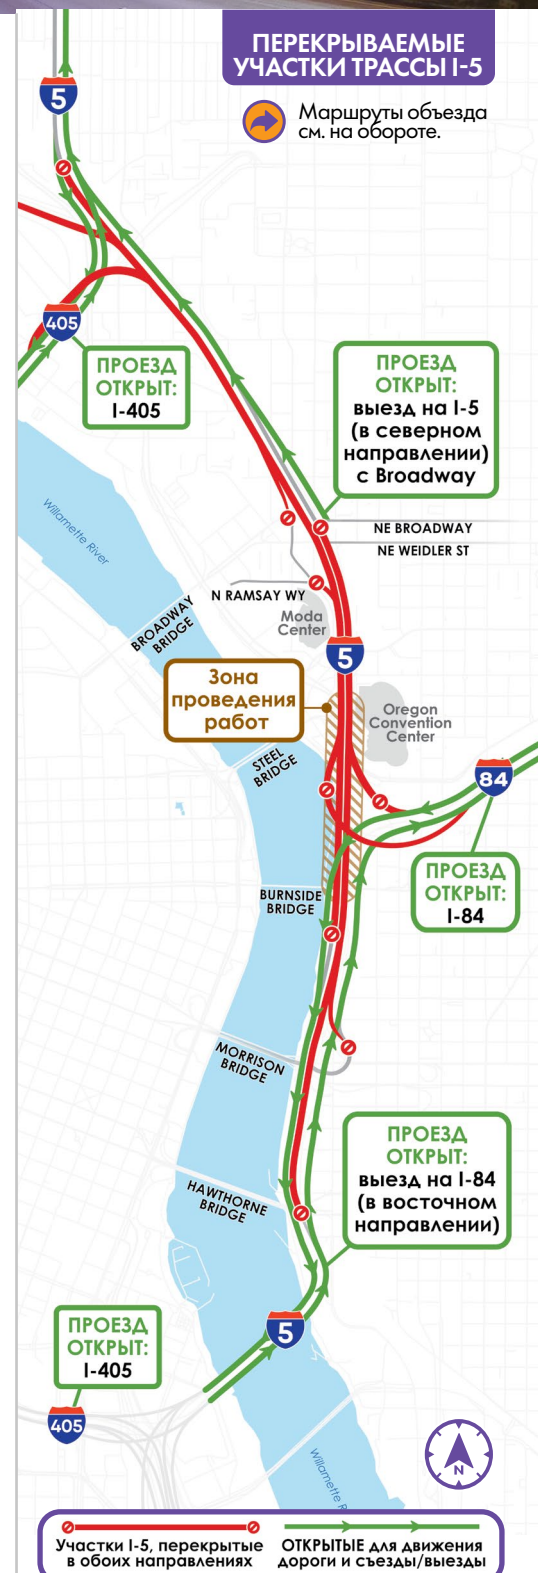 ПЕРЕКРЫВАЕМЫЕ
УЧАСТКИ ТРАССЫ I-5
Маршруты объезда
см. на обороте.
5
405
ПРОЕЗД
ОТКРЫТ:
I-405
ПРОЕЗД
ОТКРЫТ:
выезд на I-5
(в северном
направлении)
с Broadway
Willamette River
NE BROADWAY
NE WEIDLER ST
N RAMSAY WY
BROADWAY
BRIDGE
Moda
Center
5
Зона
проведения
работ
Oregon
Convention
Center
STEEL
BRIDGE
84
ПРОЕЗД
ОТКРЫТ:
I-84
BURNSIDE
BRIDGE
MORRISON
BRIDGE
ПРОЕЗД
ОТКРЫТ:
выезд на I-84
(в восточном
направлении)
HAWTHORNE
BRIDGE
5
ПРОЕЗД
ОТКРЫТ:
I-405
405
Willamette R
N
Участки I-5, перекрытые
в обоих направлениях
ОТКРЫТЫЕ для движения
дороги и съезды/выезды